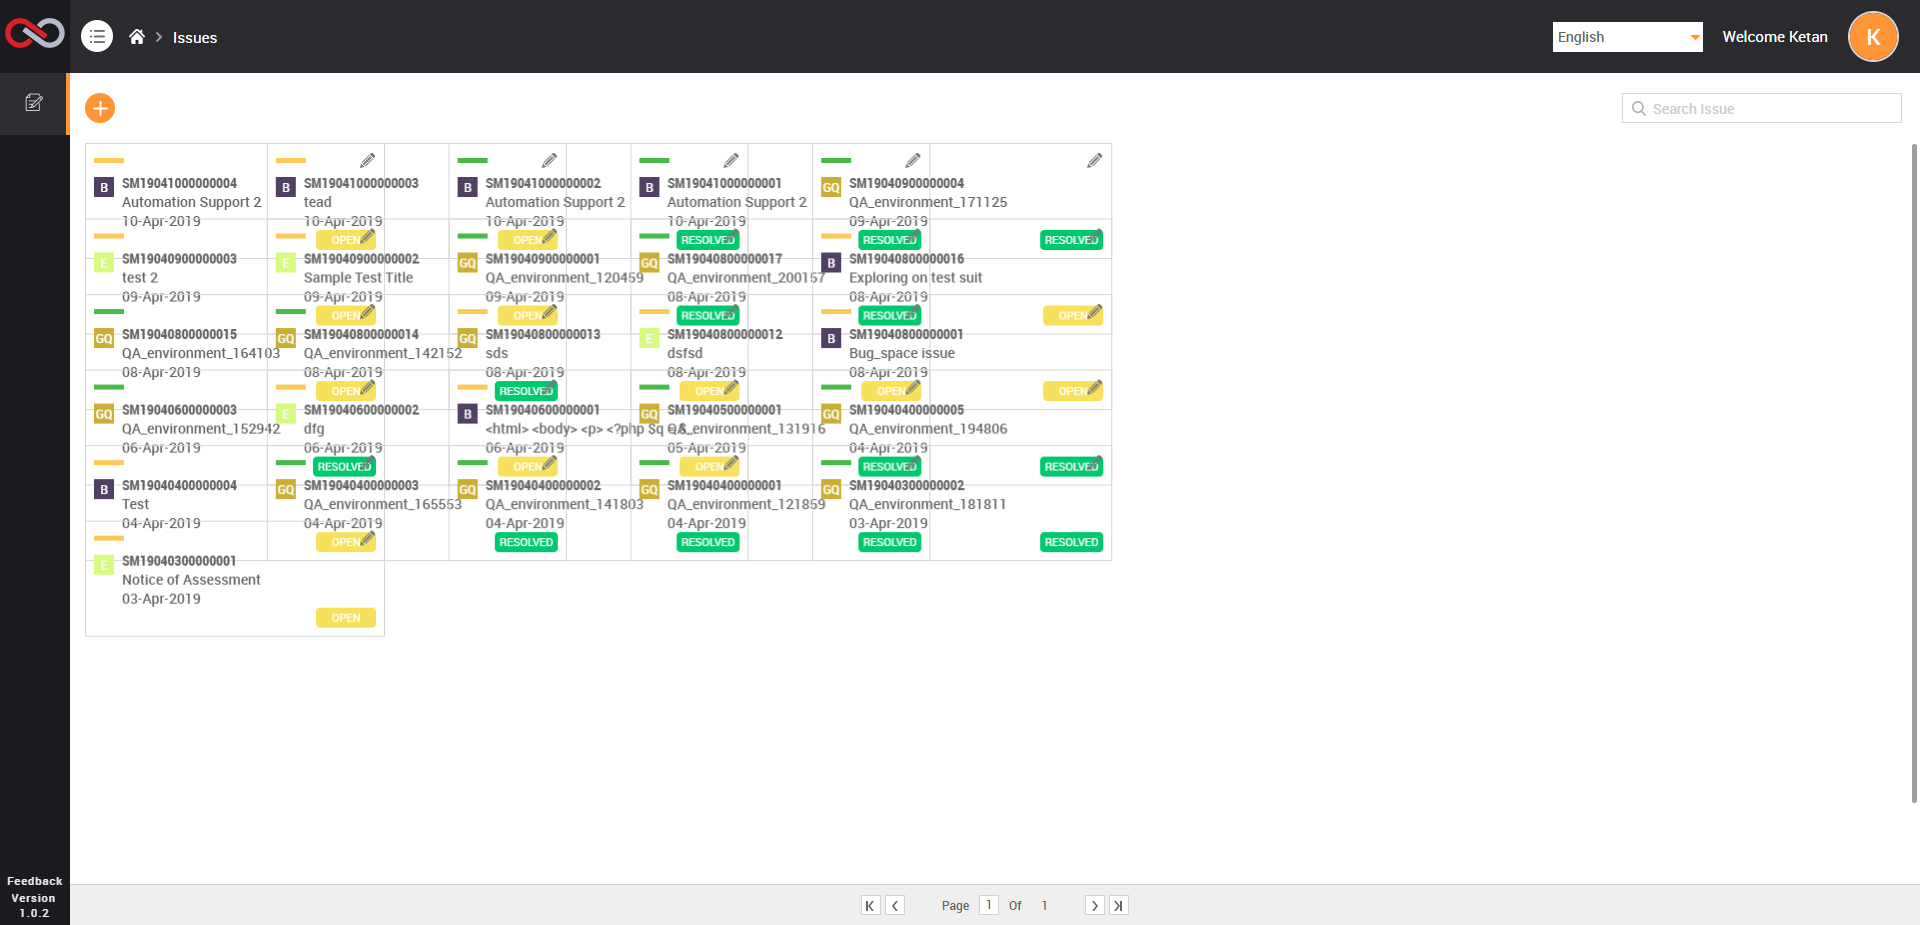 Issues
English
Welcome Ketan
K
Search Issue
B SM19041000000004
Automation Support 2
10-Apr-2019
OPEN
B SM19041000000003
tead
10-Apr-2019
OPEN
B SM19041000000002
Automation Support 2
10-Apr-2019
RESOLVED
B SM19041000000001
Automation Support 2
10-Apr-2019
RESOLVED
GQ SM19040900000004
QA_environment_171125
09-Apr-2019
RESOLVED
E SM19040900000003
test 2
09-Apr-2019
OPEN
E SM19040900000002
Sample Test Title
09-Apr-2019
OPEN
GQ SM19040900000001
QA_environment_120459
09-Apr-2019
RESOLVED
GQ SM19040800000017
QA_environment_200157
08-Apr-2019
RESOLVED
B SM19040800000016
Exploring on test suit
08-Apr-2019
OPEN
GQ SM19040800000015
QA_environment_164103
08-Apr-2019
OPEN
GQ SM19040800000014
QA_environment_142152
08-Apr-2019
RESOLVED
GQ SM19040800000013
sds
08-Apr-2019
OPEN
E SM19040800000012
dsfsd
08-Apr-2019
OPEN
B SM19040800000001
Bug_space issue
08-Apr-2019
OPEN
GQ SM19040600000003
QA_environment_152942
06-Apr-2019
RESOLVED
E SM19040600000002
dfg
06-Apr-2019
OPEN
B SM19040600000001
<html> <body> <p> <?php $q
06-Apr-2019
OPEN
GQ SM19040500000001
QA_environment_131916
05-Apr-2019
RESOLVED
GQ SM19040400000005
QA_environment_194806
04-Apr-2019
RESOLVED
B SM19040400000004
Test
04-Apr-2019
OPEN
GQ SM19040400000003
QA_environment_165553
04-Apr-2019
RESOLVED
GQ SM19040400000002
QA_environment_141803
04-Apr-2019
RESOLVED
GQ SM19040400000001
QA_environment_121859
04-Apr-2019
RESOLVED
GQ SM19040300000002
QA_environment_181811
03-Apr-2019
RESOLVED
E SM19040300000001
Notice of Assessment
03-Apr-2019
OPEN
Feedback
Version
1.0.2
Page 1 Of 1